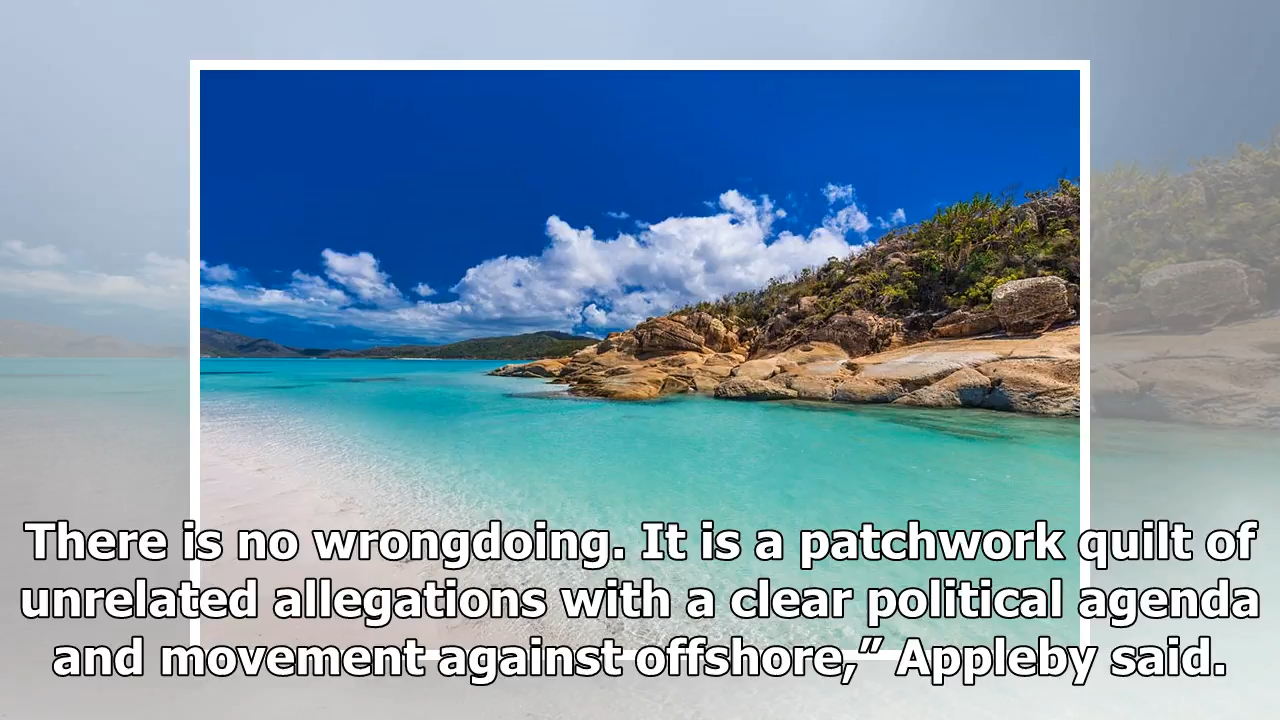 There is no wrongdoing. It is a patchwork quilt of
unrelated allegations with a clear political agenda
and movement against offshore,” Appleby said.